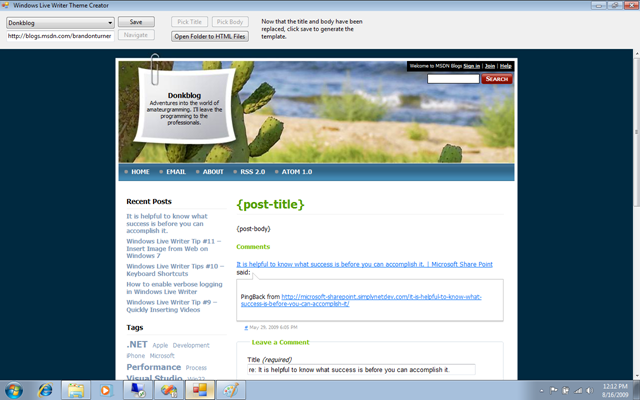 Windows Live Writer Theme Creator
Donkblog
Save
Pick Title
Pick Body
Now that the title and body have been
replaced, click save to generate the
template.
http://blogs.msdn.com/brandonturner
Navigate
Open Folder to HTML Files
Welcome to MSDN Blogs Sign in | Join | Help
SEARCH
Donkblog
Adventures into the world of
amateurgramming. I'll leave the
programming to the
professionals.
HOME
EMAIL
ABOUT
RSS 2.0
ATOM 1.0
Recent Posts
It is helpful to know what
success is before you can
accomplish it.
Windows Live Writer Tip #11 –
Insert Image from Web on
Windows 7
Windows Live Writer Tips #10 –
Keyboard Shortcuts
How to enable verbose logging
in Windows Live Writer
Windows Live Writer Tip #9 –
Quickly Inserting Videos
Tags
.NET Apple Development
iPhone Microsoft
Performance Process
Visual Studio Win32
{post-title}
{post-body}
Comments
It is helpful to know what success is before you can accomplish it. | Microsoft Share Point
said:
PingBack from http://microsoft-sharepoint.simplynetdev.com/it-is-helpful-to-know-what-
success-is-before-you-can-accomplish-it/
# May 29, 2009 6:05 PM
Leave a Comment
Title (required)
re: It is helpful to know what success is before you can accomplish it.
12:12 PM
8/16/2009